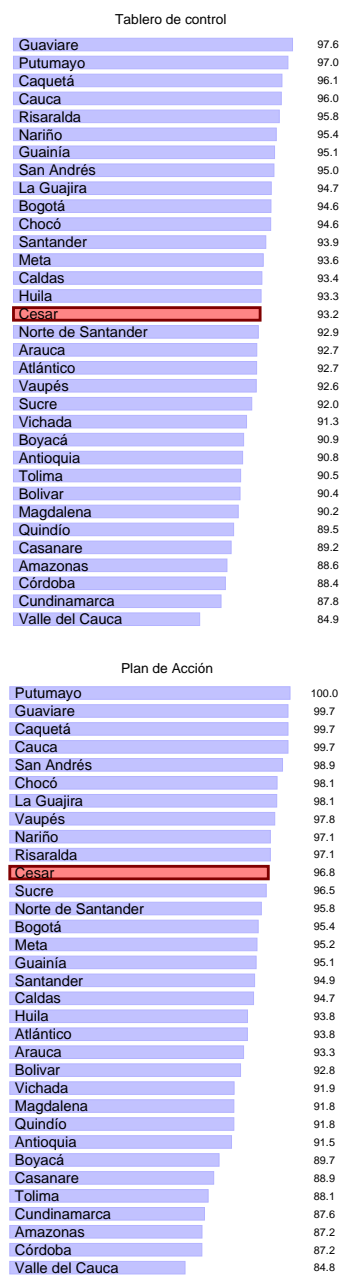 Tablero de control
Guaviare 97.6
Putumayo 97.0
Caquetá 96.1
Cauca 96.0
Risaralda 95.8
Nariño 95.4
Guainía 95.1
San Andrés 95.0
La Guajira 94.7
Bogotá 94.6
Chocó 94.6
Santander 93.9
Meta 93.6
Caldas 93.4
Huila 93.3
Cesar 93.2
Norte de Santander 92.9
Arauca 92.7
Atlántico 92.7
Vaupés 92.6
Sucre 92.0
Vichada 91.3
Boyacá 90.9
Antioquia 90.8
Tolima 90.5
Bolivar 90.4
Magdalena 90.2
Quindío 89.5
Casanare 89.2
Amazonas 88.6
Córdoba 88.4
Cundinamarca 87.8
Valle del Cauca 84.9
Plan de Acción
Putumayo 100.0
Guaviare 99.7
Caquetá 99.7
Cauca 99.7
San Andrés 98.9
Chocó 98.1
La Guajira 98.1
Vaupés 97.8
Nariño 97.1
Risaralda 97.1
Cesar 96.8
Sucre 96.5
Norte de Santander 95.8
Bogotá 95.4
Meta 95.2
Guainía 95.1
Santander 94.9
Caldas 94.7
Huila 93.8
Atlántico 93.8
Arauca 93.3
Bolivar 92.8
Vichada 91.9
Magdalena 91.8
Quindío 91.8
Antioquia 91.5
Boyacá 89.7
Casanare 88.9
Tolima 88.1
Cundinamarca 87.6
Amazonas 87.2
Córdoba 87.2
Valle del Cauca 84.8